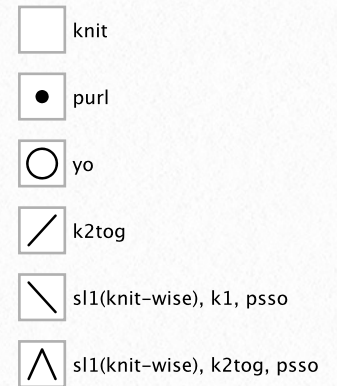 knit
purl
yo
k2tog
sl1(knit-wise), k1, psso
sl1(knit-wise), k2tog, psso